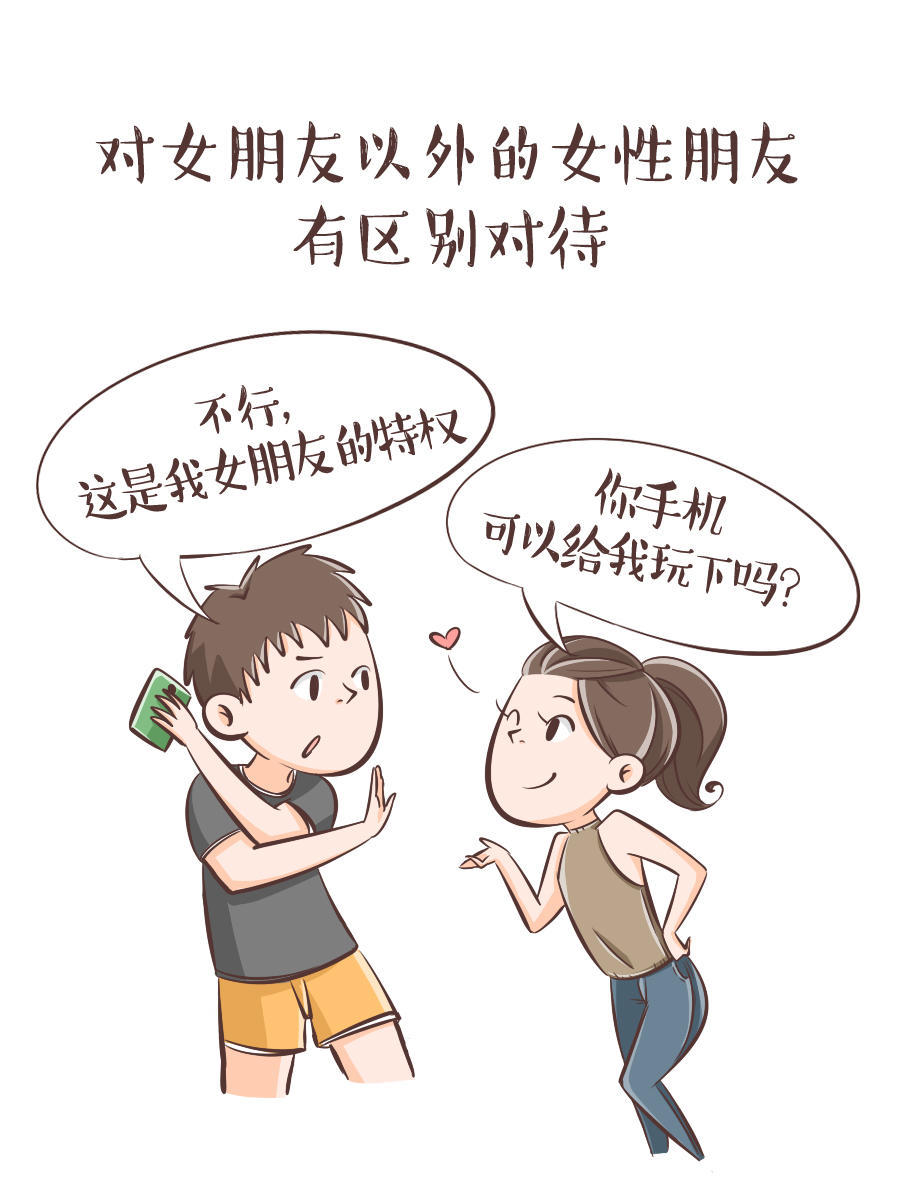 对女朋友以外的女性朋友
有区别对待
不行,
这是我女朋友的特权
你手机
可以给我玩下吗?